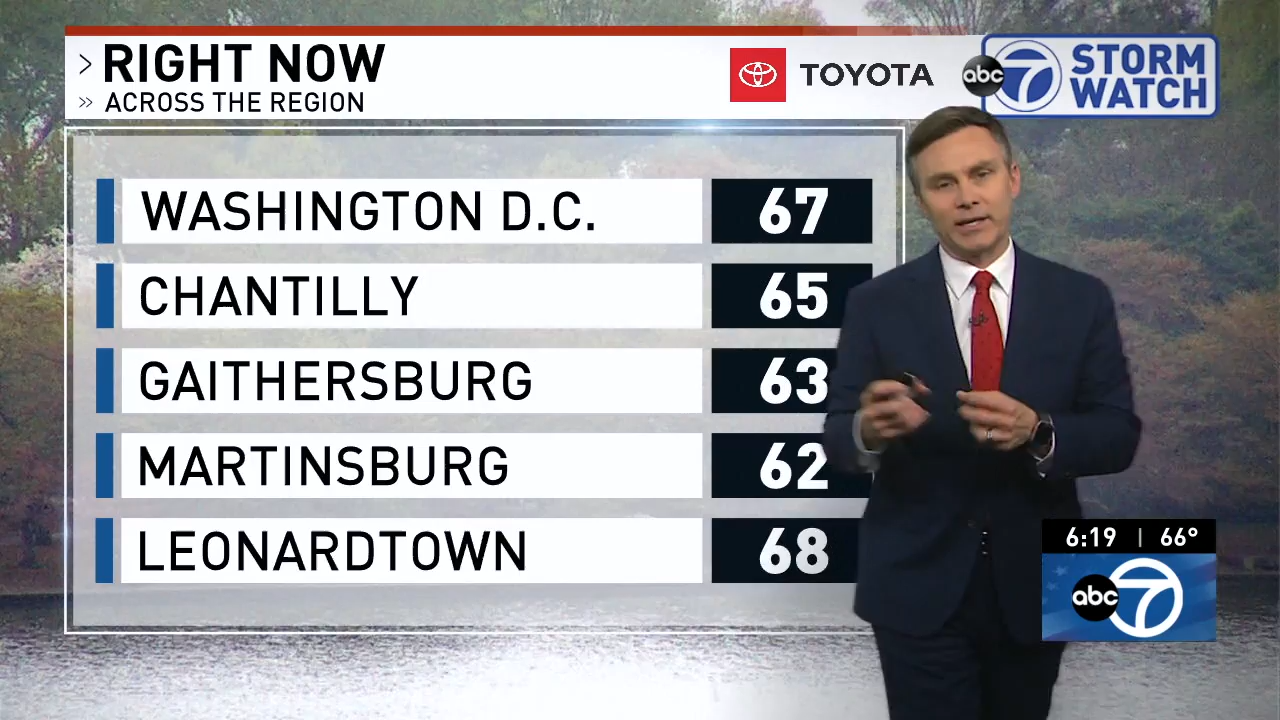 > RIGHT NOW
» ACROSS THE REGION
TOYOTA
abc 7 STORM WATCH
WASHINGTON D.C. 67
CHANTILLY 65
GAITHERSBURG 63
MARTINSBURG 62
LEONARDTOWN 68
6:19 | 66°
abc 7